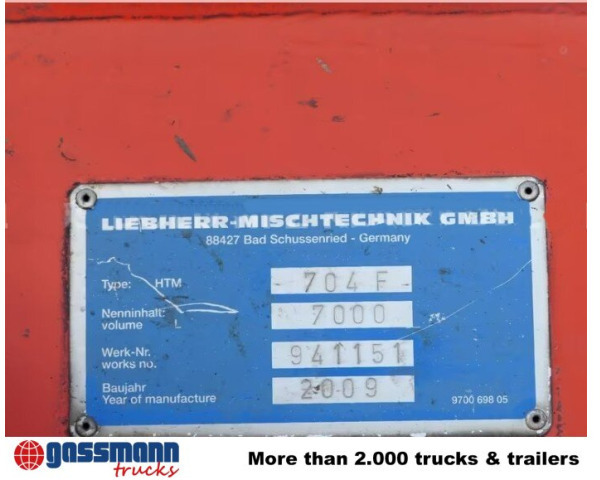 LIEBHERR-MISCHTECHNIK GMBH
88427 Bad Schussenried - Germany
Type: HTM - 704 F -
Nenninhalt: 7000
volume L
Werk-Nr. 941151
works no.
Baujahr 2009
Year of manufacture
9700 698 05
gassmann trucks
More than 2.000 trucks & trailers